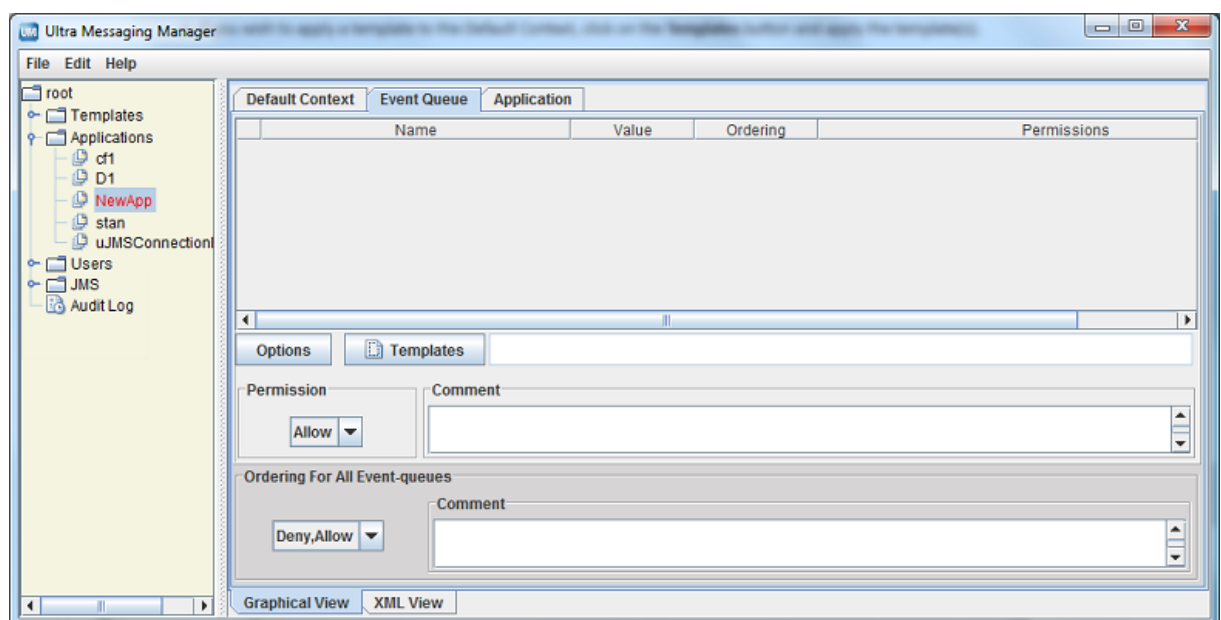 UM Ultra Messaging Manager
File Edit Help
root
Templates
Applications
cf1
D1
NewApp
stan
uJMSConnection
Users
JMS
Audit Log
Default Context Event Queue Application
Name Value Ordering Permissions
Options Templates
Permission Comment
Allow
Ordering For All Event-queues
Comment
Deny,Allow
Graphical View XML View